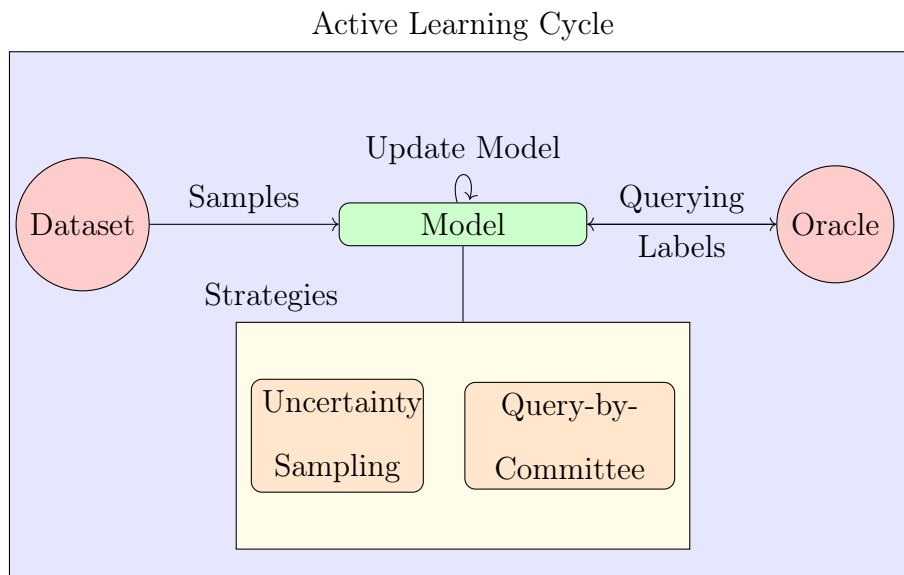 Active Learning Cycle
Update Model
Samples
Querying
Dataset
Model
Oracle
Labels
Strategies
Uncertainty
Sampling
Query-by-
Committee